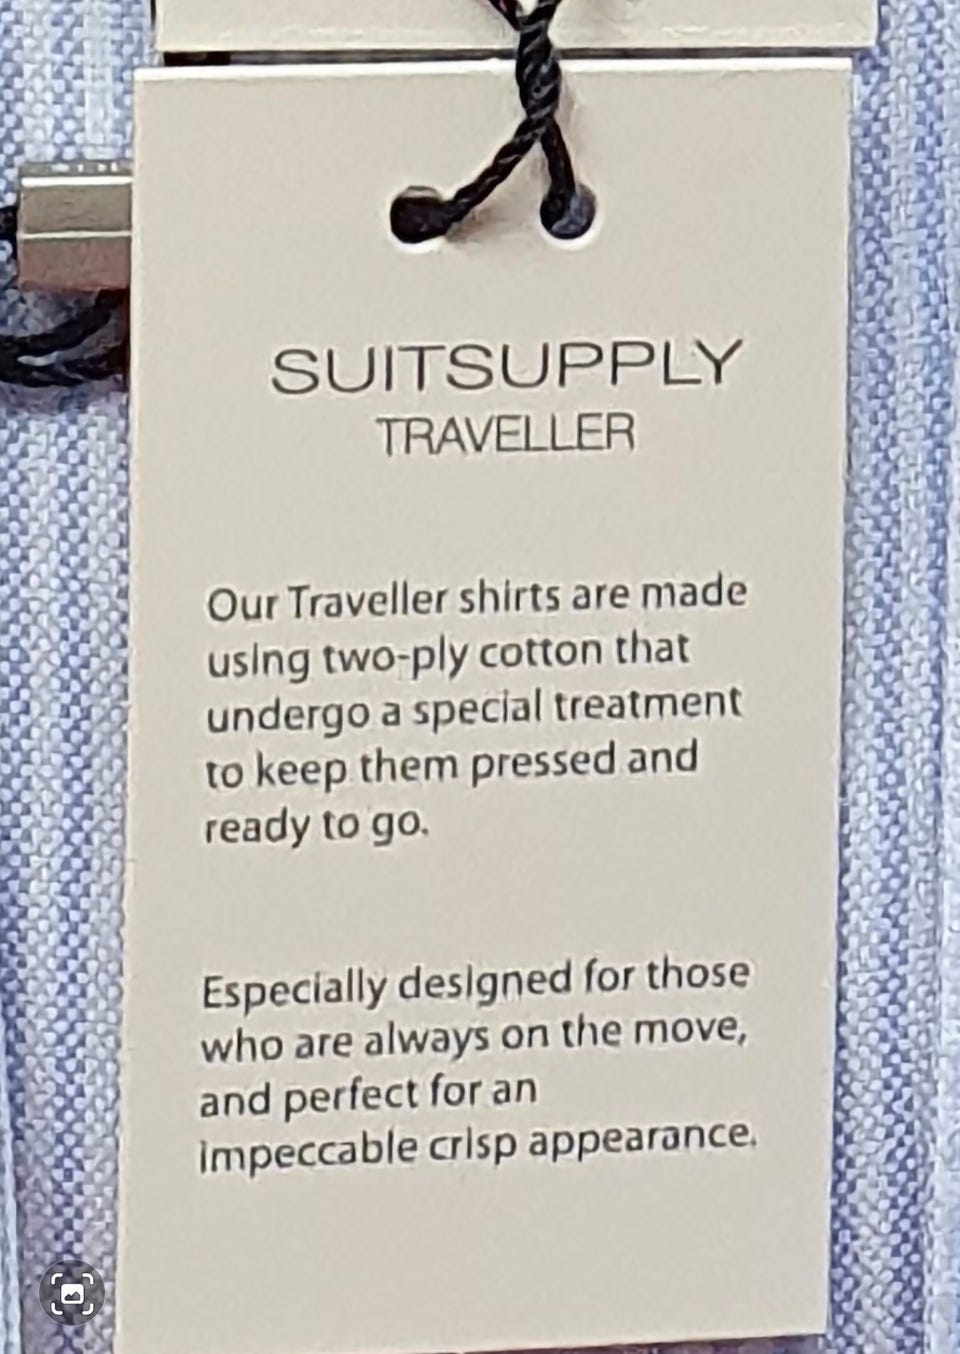 SUITSUPPLY
TRAVELLER
Our Traveller shirts are made
using two-ply cotton that
undergo a special treatment
to keep them pressed and
ready to go.
Especially designed for those
who are always on the move,
and perfect for an
impeccable crisp appearance.